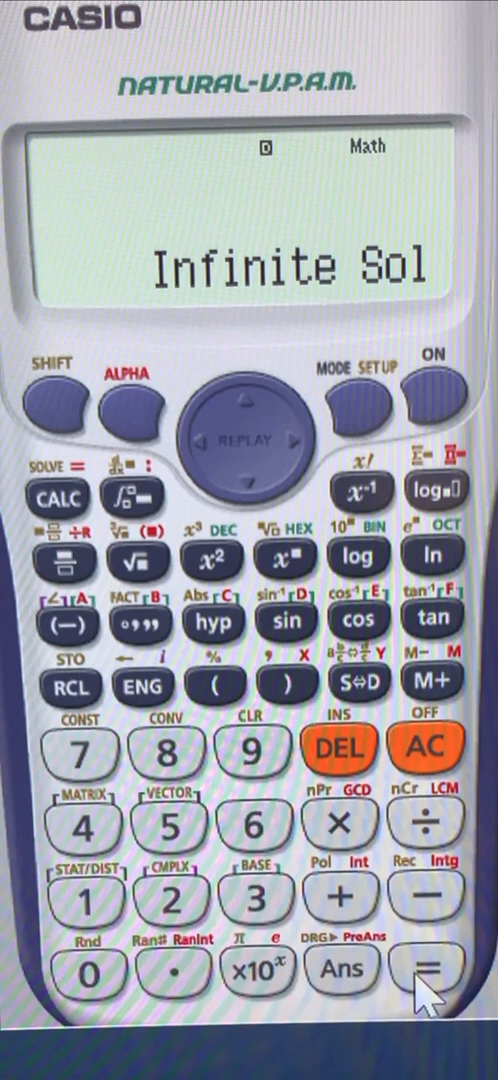 CASIO
NATURAL-V.P.A.M.
D Math
Infinite Sol
SHIFT ALPHA MODE SETUP ON
REPLAY
SOLVE = d/dx : x! Σ Π
CALC ∫ x⁻¹ log
÷R ³√ (■) x³ DEC √ HEX 10■ BIN e■ OCT
√■ x² x■ log ln
∠ A FACT B Abs C sin⁻¹ D cos⁻¹ E tan⁻¹ F
(−) °,,, hyp sin cos tan
STO ← i % , X a b/c⇔d/c Y M− M
RCL ENG ( ) S⇔D M+
CONST CONV CLR INS OFF
7 8 9 DEL AC
MATRIX VECTOR nPr GCD nCr LCM
4 5 6 × ÷
STAT/DIST CMPLX BASE Pol Int Rec Intg
1 2 3 + −
Rnd Ran# RanInt π e DRG▶ PreAns
0 · ×10ˣ Ans =